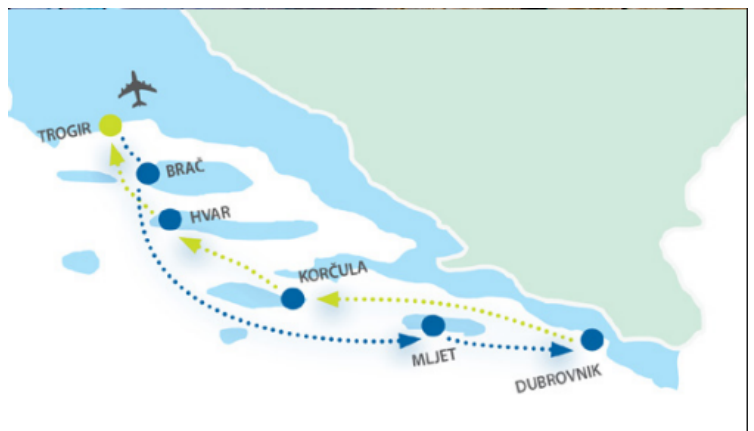 TROGIR
BRAČ
HVAR
KORČULA
MLJET
DUBROVNIK